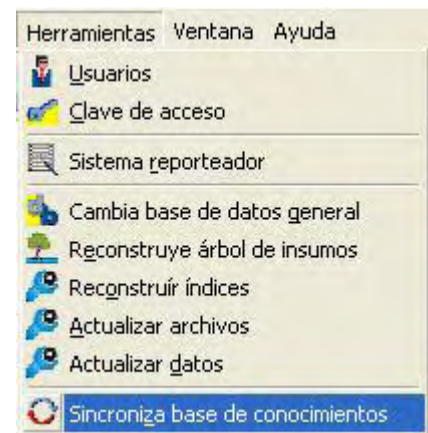 Herramientas Ventana Ayuda
Usuarios
Clave de acceso
Sistema reporteador
Cambia base de datos general
Reconstruye árbol de insumos
Reconstruír índices
Actualizar archivos
Actualizar datos
Sincroniza base de conocimientos